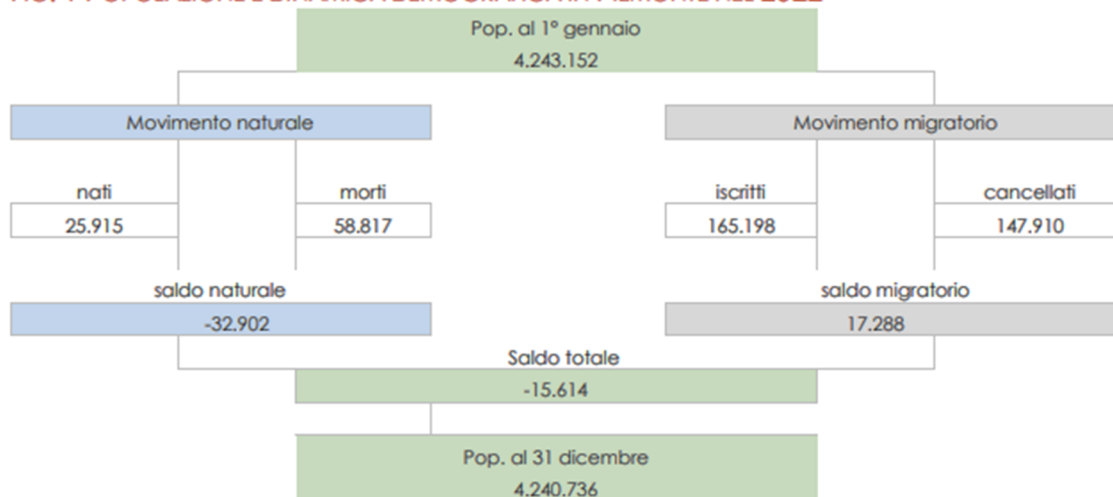 Pop. al 1° gennaio
4.243.152
Movimento naturale
Movimento migratorio
nati
morti
iscritti
cancellati
25.915
58.817
165.198
147.910
saldo naturale
saldo migratorio
-32.902
17.288
Saldo totale
-15.614
Pop. al 31 dicembre
4.240.736